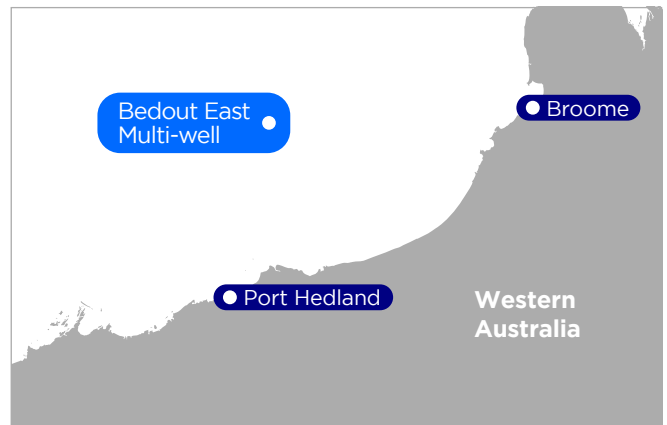 Bedout East
Multi-well
Broome
Port Hedland
Western
Australia